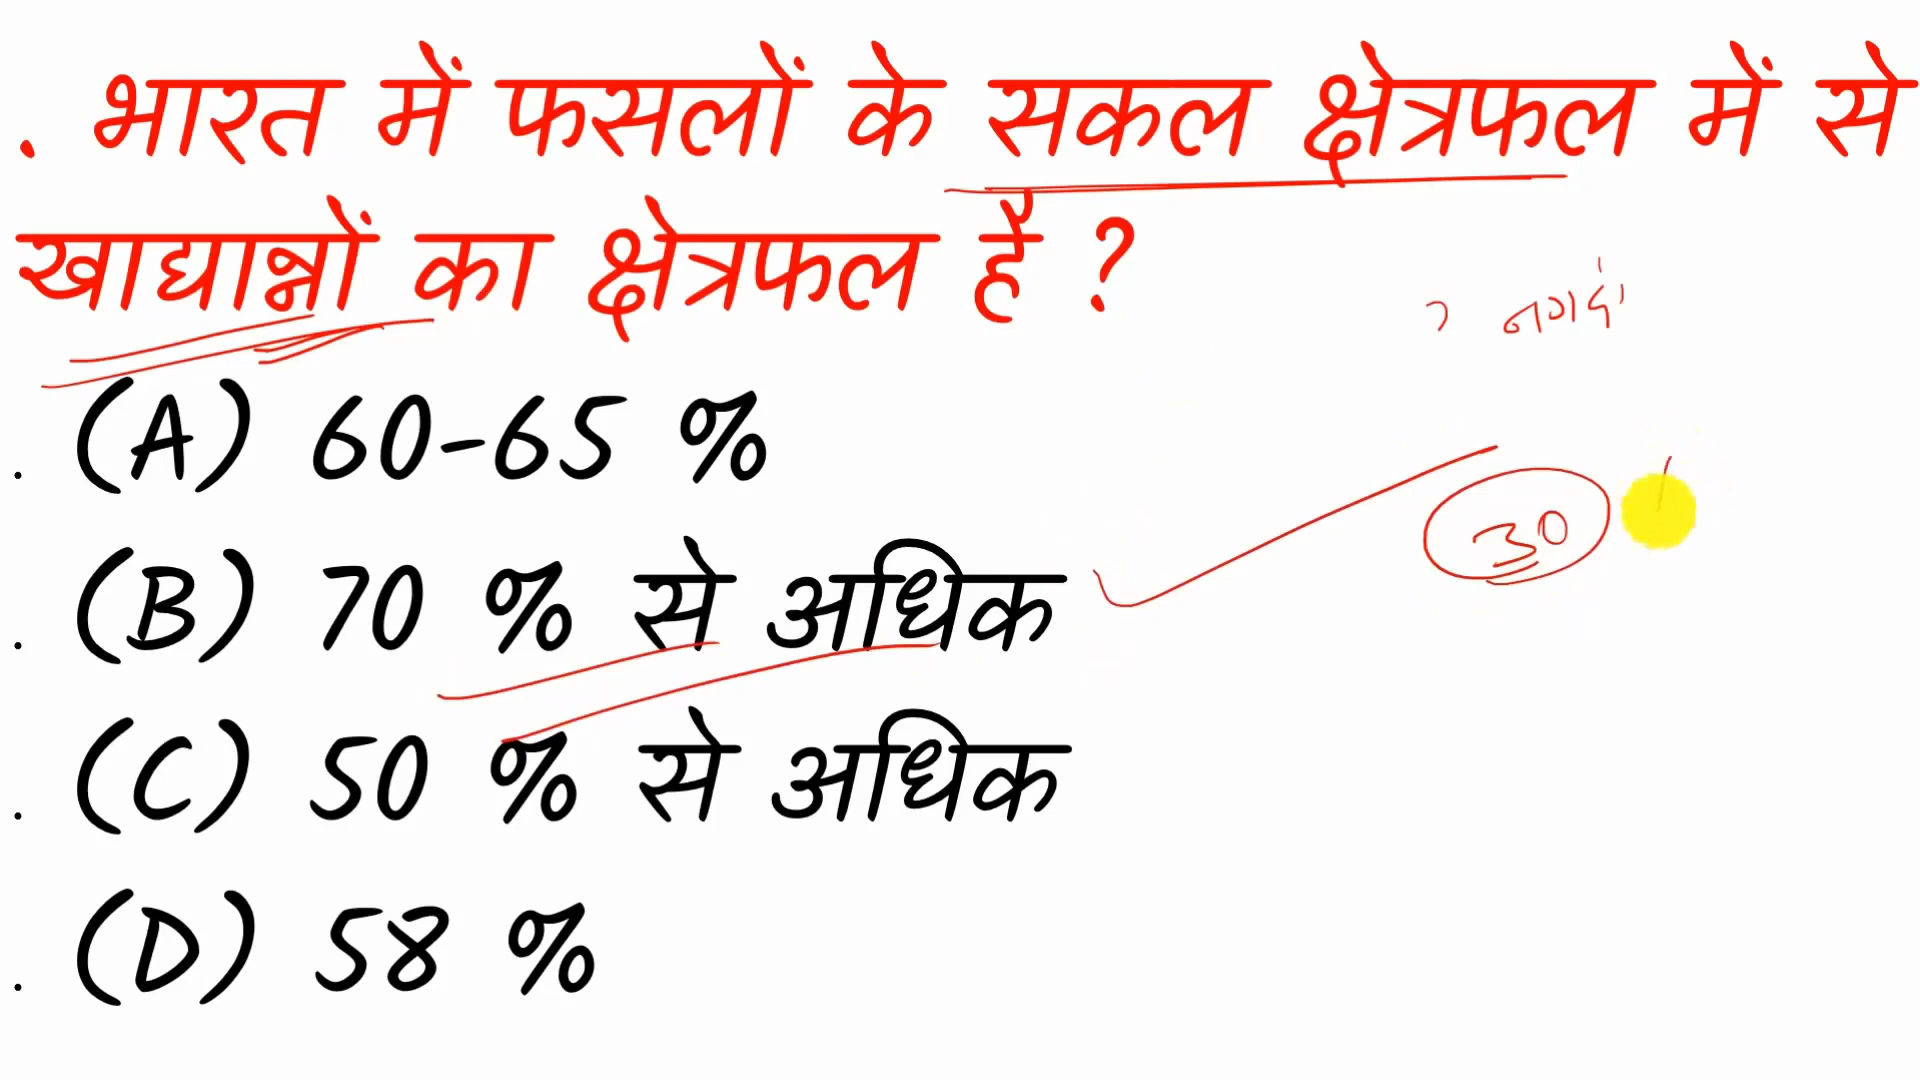 . भारत में फसलों के सकल क्षेत्रफल में से
खाद्यान्नों का क्षेत्रफल है ?
. (A) 60-65 %
. (B) 70 % से अधिक
. (C) 50 % से अधिक
. (D) 58 %
30